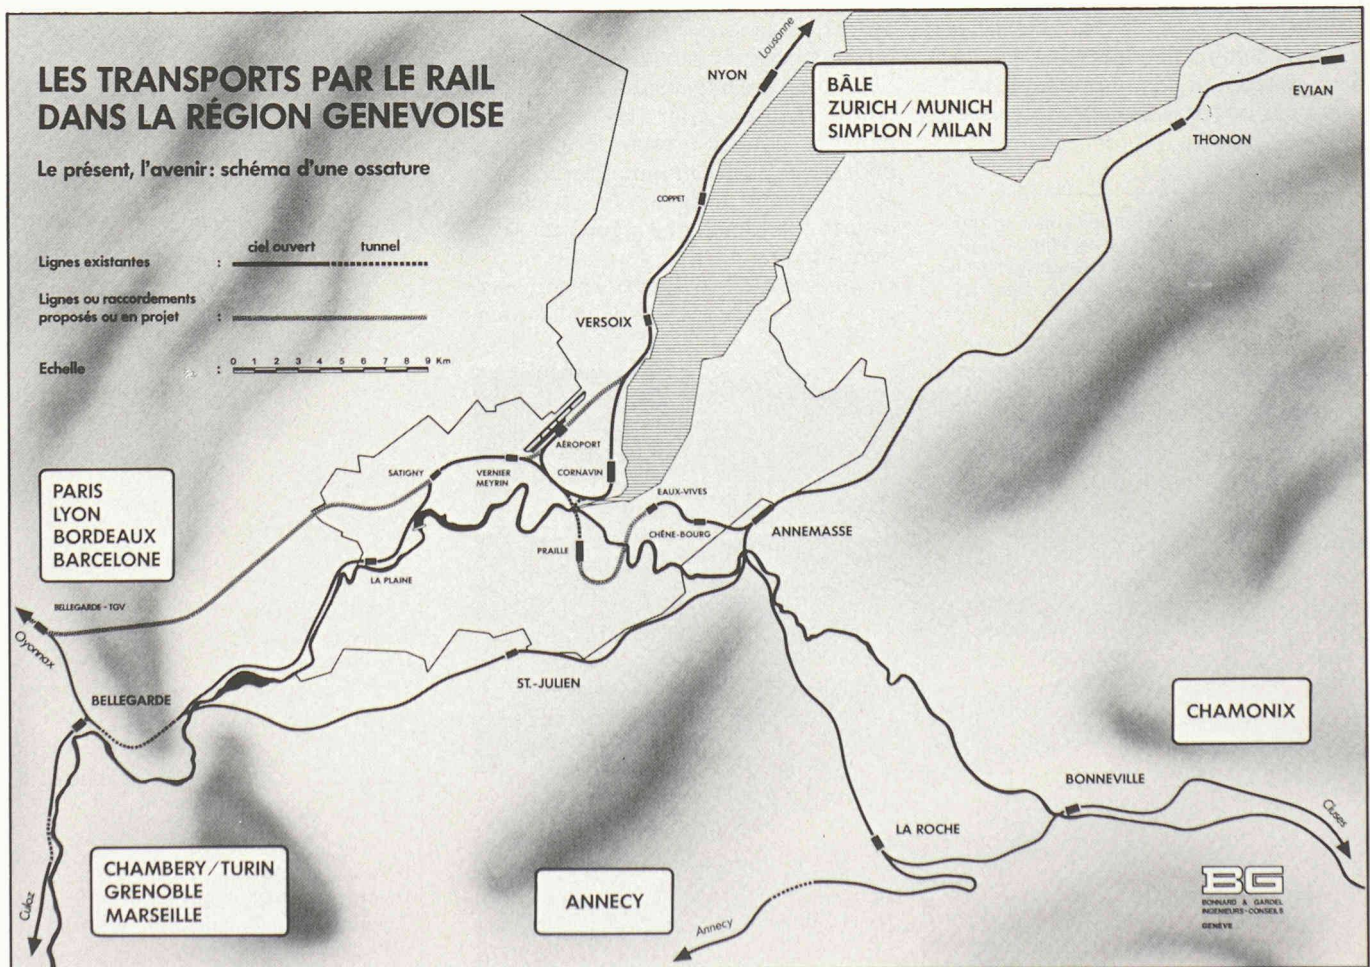 LES TRANSPORTS PAR LE RAIL
DANS LA RÉGION GENEVOISE
Le présent, l'avenir: schéma d'une ossature
ciel ouvert tunnel
Lignes existantes :
Lignes ou raccordements
proposés ou en projet :
Echelle : 0 1 2 3 4 5 6 7 8 9 Km
Lausanne
NYON
BÂLE
ZURICH / MUNICH
SIMPLON / MILAN
EVIAN
THONON
COPPET
VERSOIX
AÉROPORT
SATIGNY
VERNIER
MEYRIN
CORNAVIN
EAUX-VIVES
CHÊNE-BOURG
ANNEMASSE
PRAILLE
LA PLAINE
PARIS
LYON
BORDEAUX
BARCELONE
BELLEGARDE - TGV
Oyonnax
BELLEGARDE
ST.-JULIEN
CHAMONIX
BONNEVILLE
Cluses
LA ROCHE
CHAMBERY / TURIN
GRENOBLE
MARSEILLE
Culoz
ANNECY
Annecy
BG
BONNARD & GARDEL
INGENIEURS-CONSEILS
GENÈVE